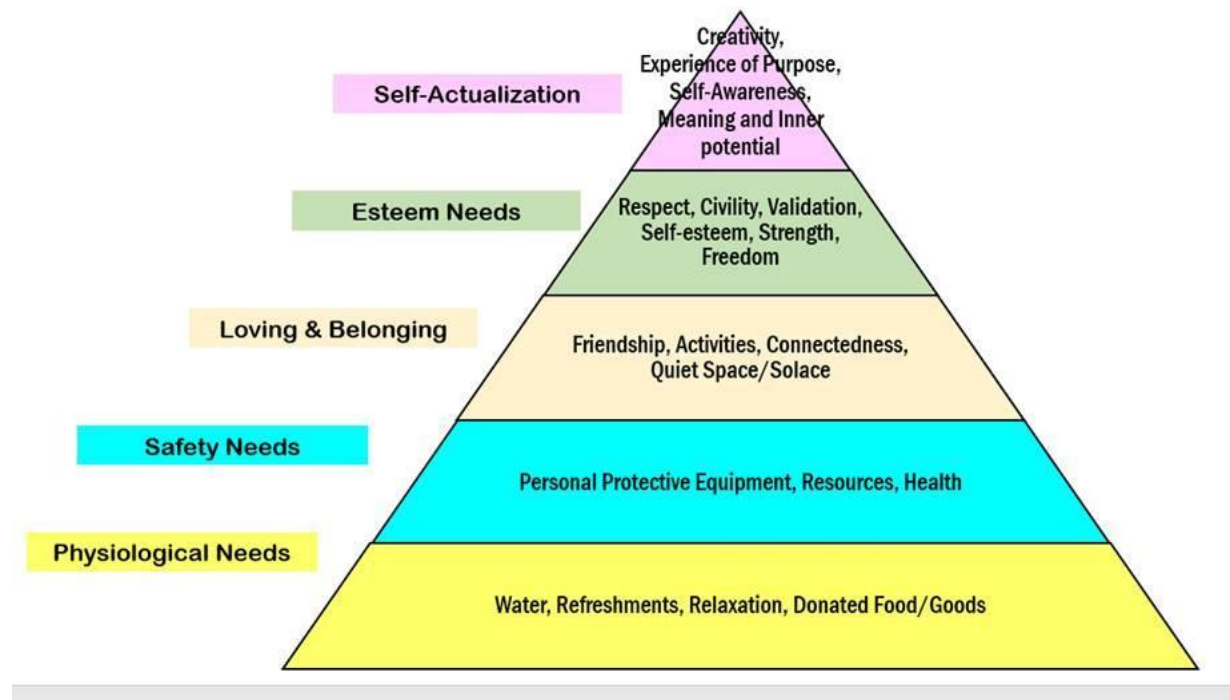 Creativity,
Experience of Purpose,
Self-Actualization
Self-Awareness,
Meaning and Inner
potential
Esteem Needs
Respect, Civility, Validation,
Self-esteem, Strength,
Freedom
Loving & Belonging
Friendship, Activities, Connectedness,
Quiet Space/Solace
Safety Needs
Personal Protective Equipment, Resources, Health
Physiological Needs
Water, Refreshments, Relaxation, Donated Food/Goods